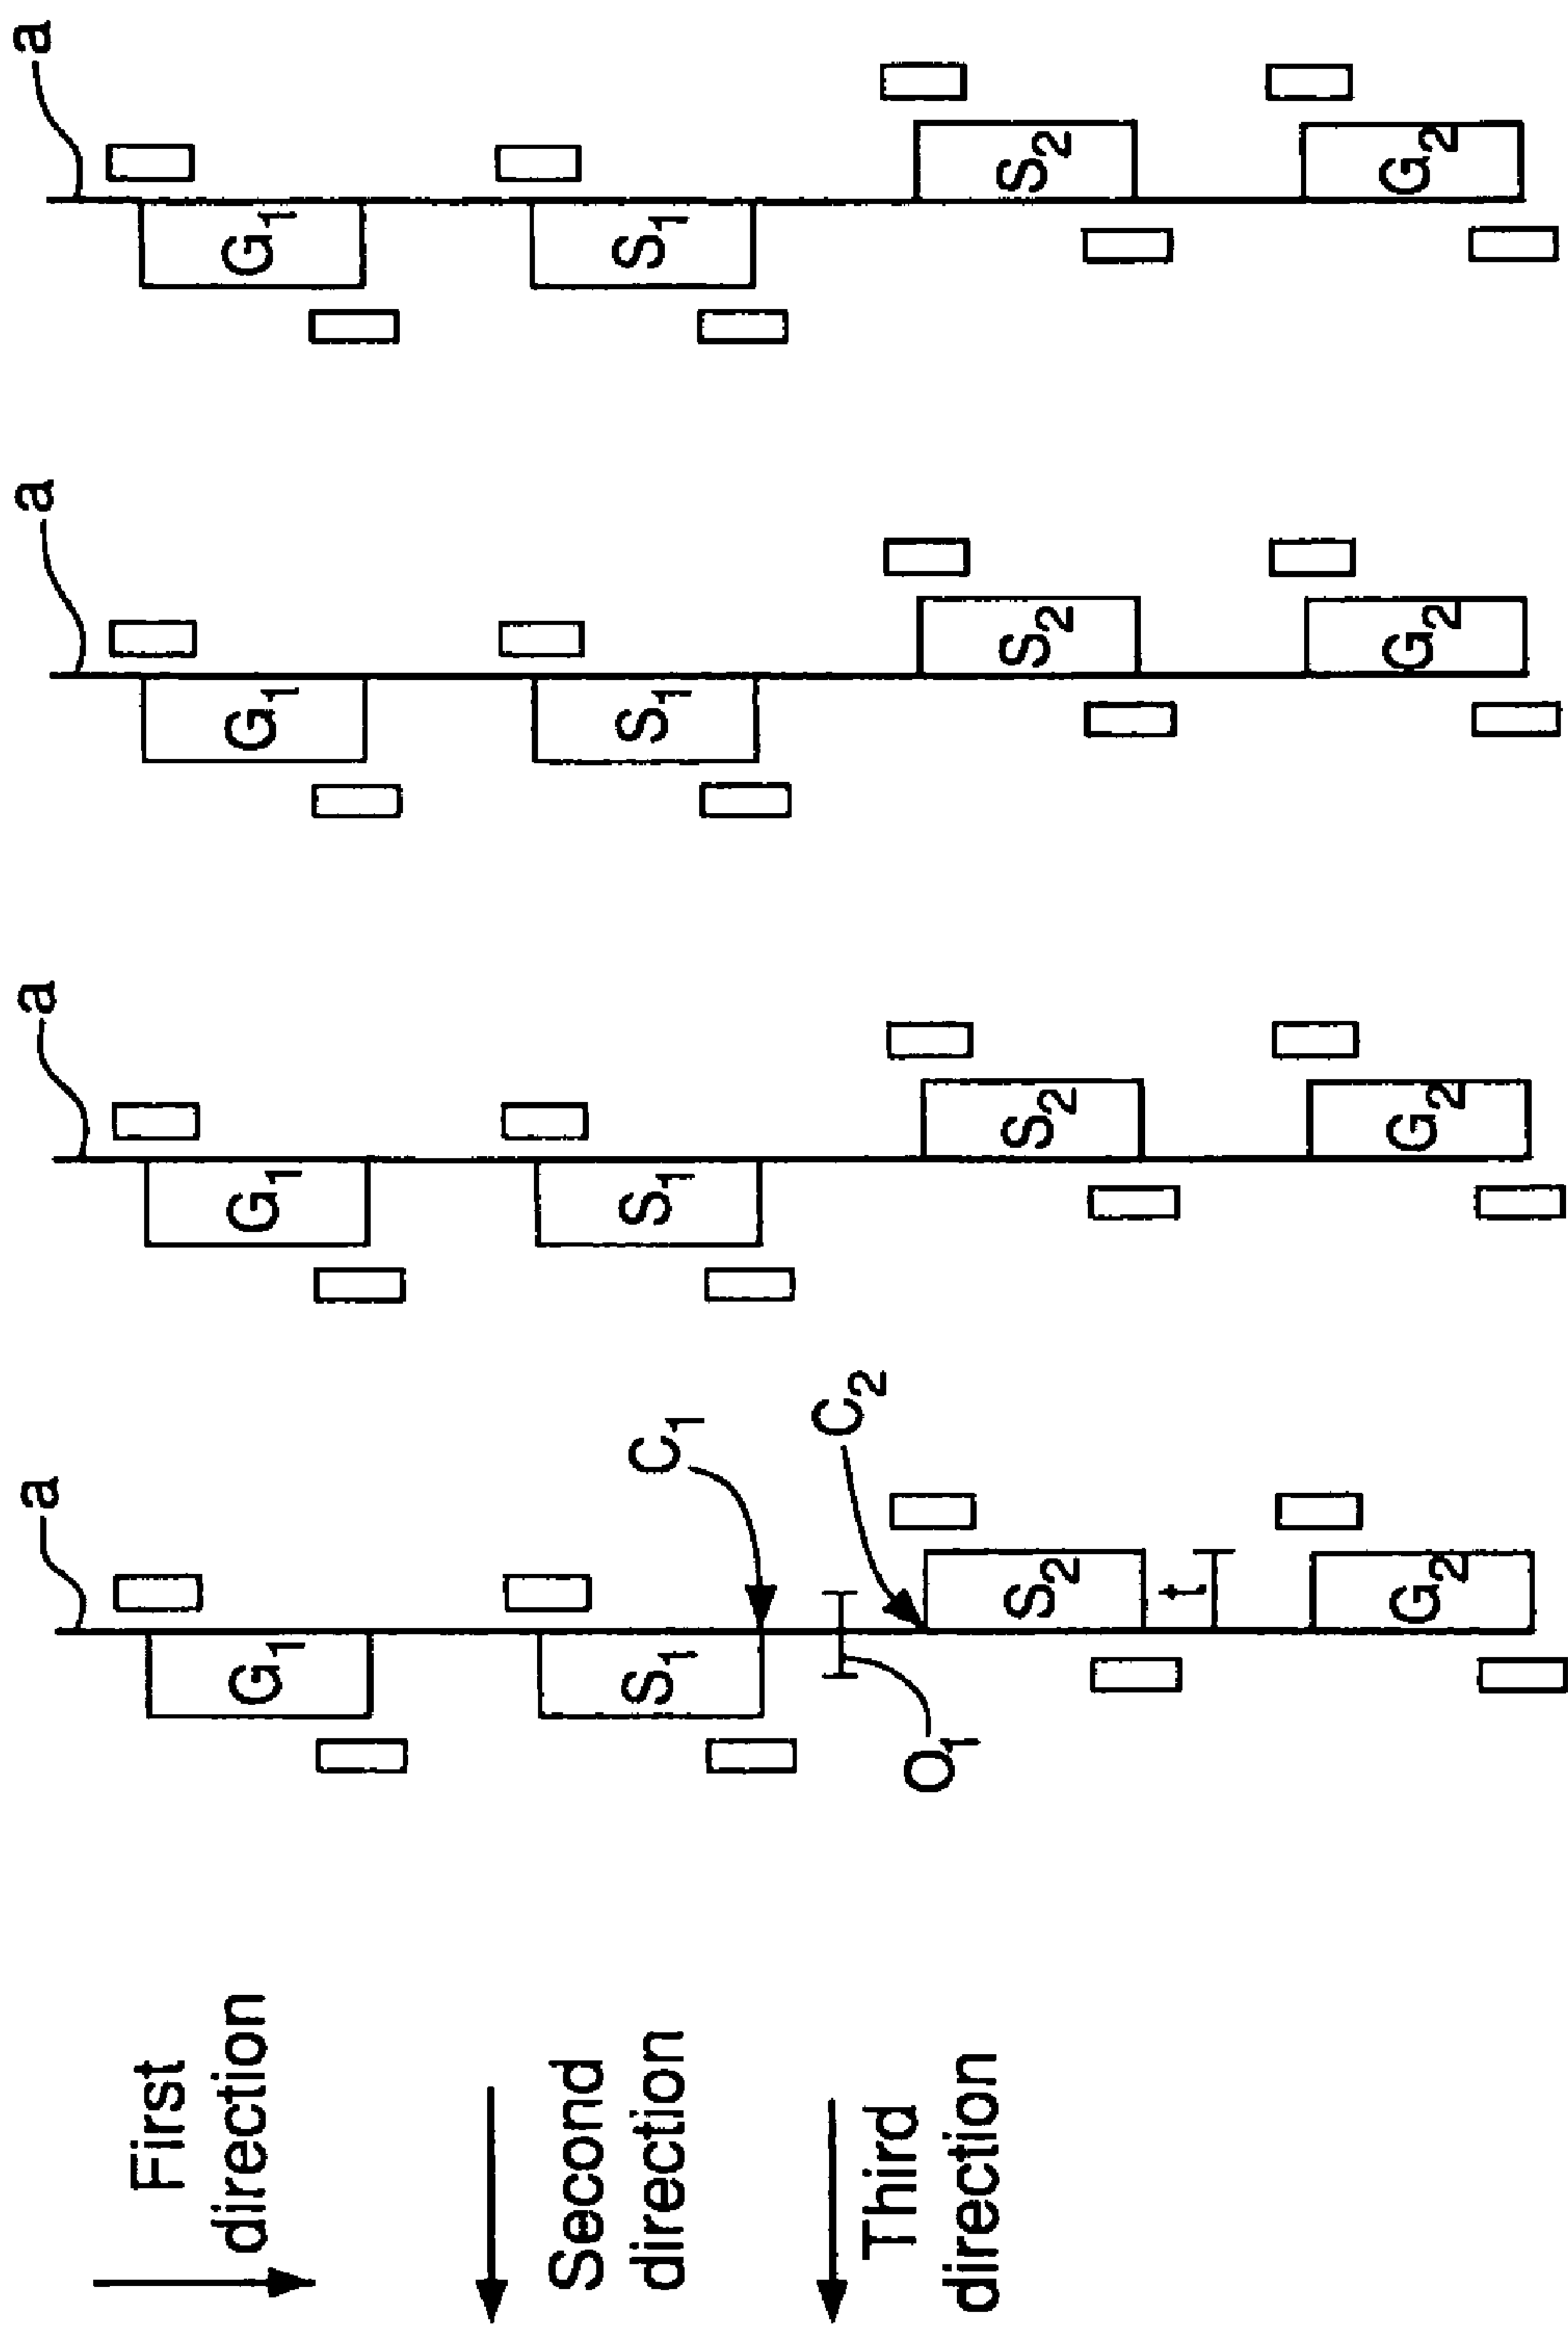 a a a a
First
direction
G1 G1 G1 G1
Second
direction
S1 C1 S1 S1 S1
Third
direction
O1 C2
S2 S2 S2 S2
t
G2 G2 G2 G2